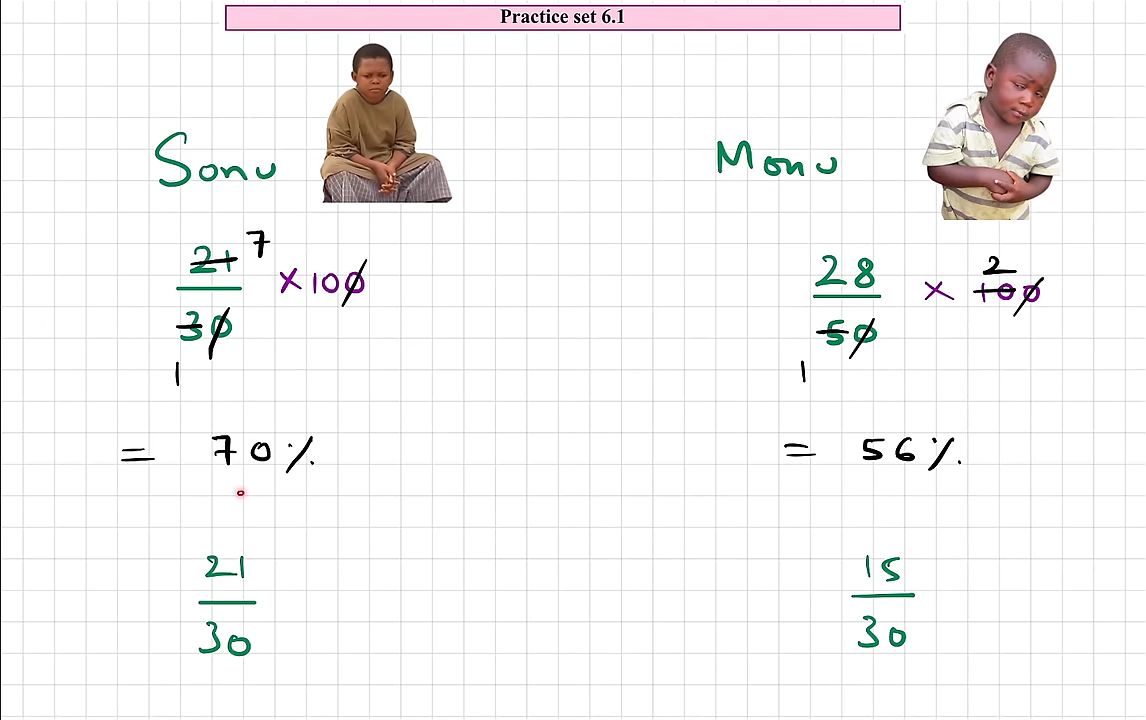 Practice set 6.1
Sonu
21 7
30 × 100
1
= 70%
21
30
Monu
2
28 × 100
50
1
= 56%
15
30